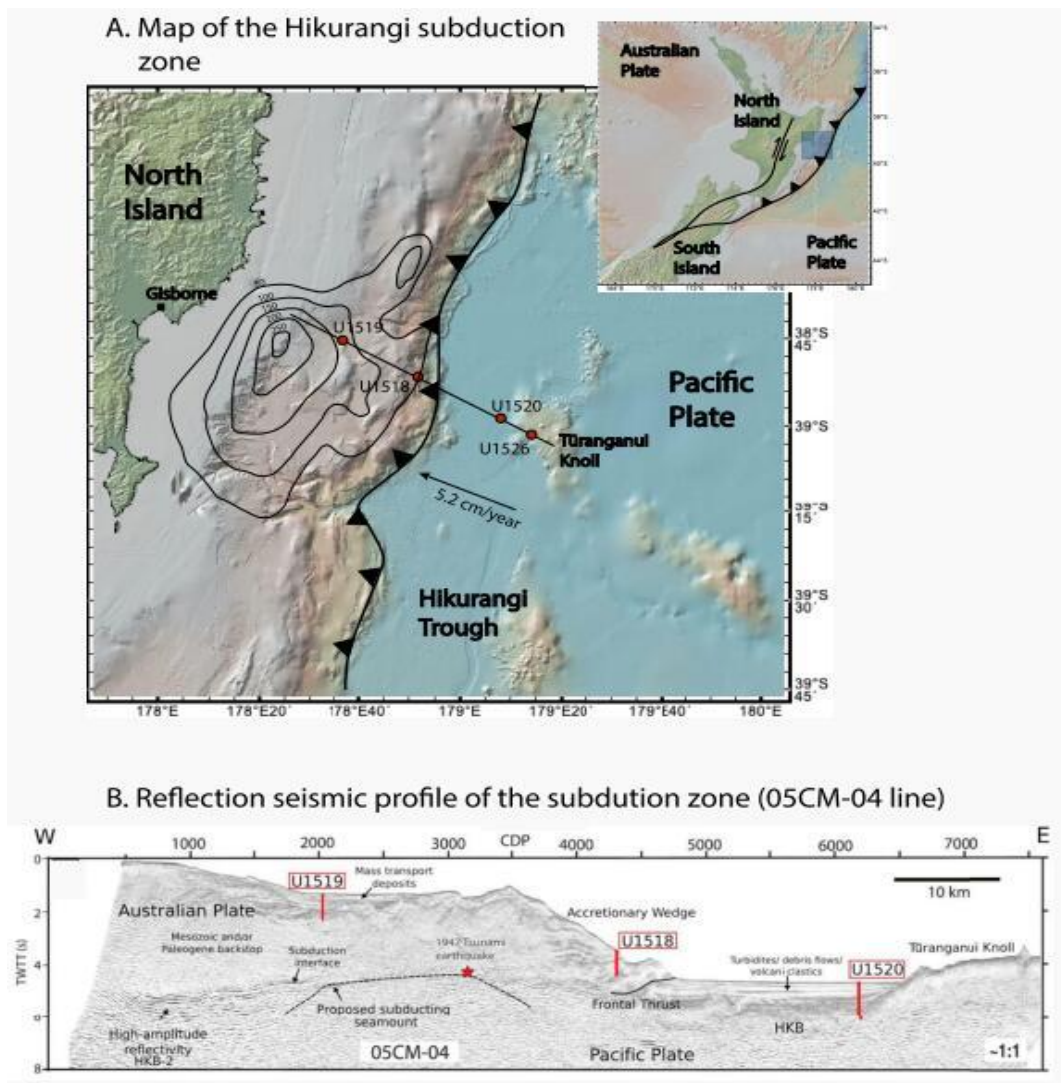 A. Map of the Hikurangi subduction
zone
Australian
Plate
North
Island
South
Island
Pacific
Plate
North
Island
Gisborne
100
150
U1519
U1518
U1520
U1526
Tūranganui
Knoll
Pacific
Plate
5.2 cm/year
Hikurangi
Trough
38°S
45´
39°S
39°S
15´
39°S
30´
39°S
45´
178°E
178°E20´
178°E40´
179°E
179°E20´
179°E40´
180°E
B. Reflection seismic profile of the subdution zone (05CM-04 line)
W
1000
2000
3000
CDP
4000
5000
6000
7000
E
TWTT (s)
0
2
4
6
8
U1519
Mass transport
deposits
10 km
Australian Plate
Accretionary Wedge
Mesozoic and/or
Paleogene backstop
Subduction
interface
1947 Tsunami
earthquake
U1518
Turbidites/ debris flows/
volcani clastics
U1520
Tūranganui Knoll
Proposed subducting
seamount
Frontal Thrust
HKB
High-amplitude
reflectivity
HKB-2
05CM-04
Pacific Plate
~1:1